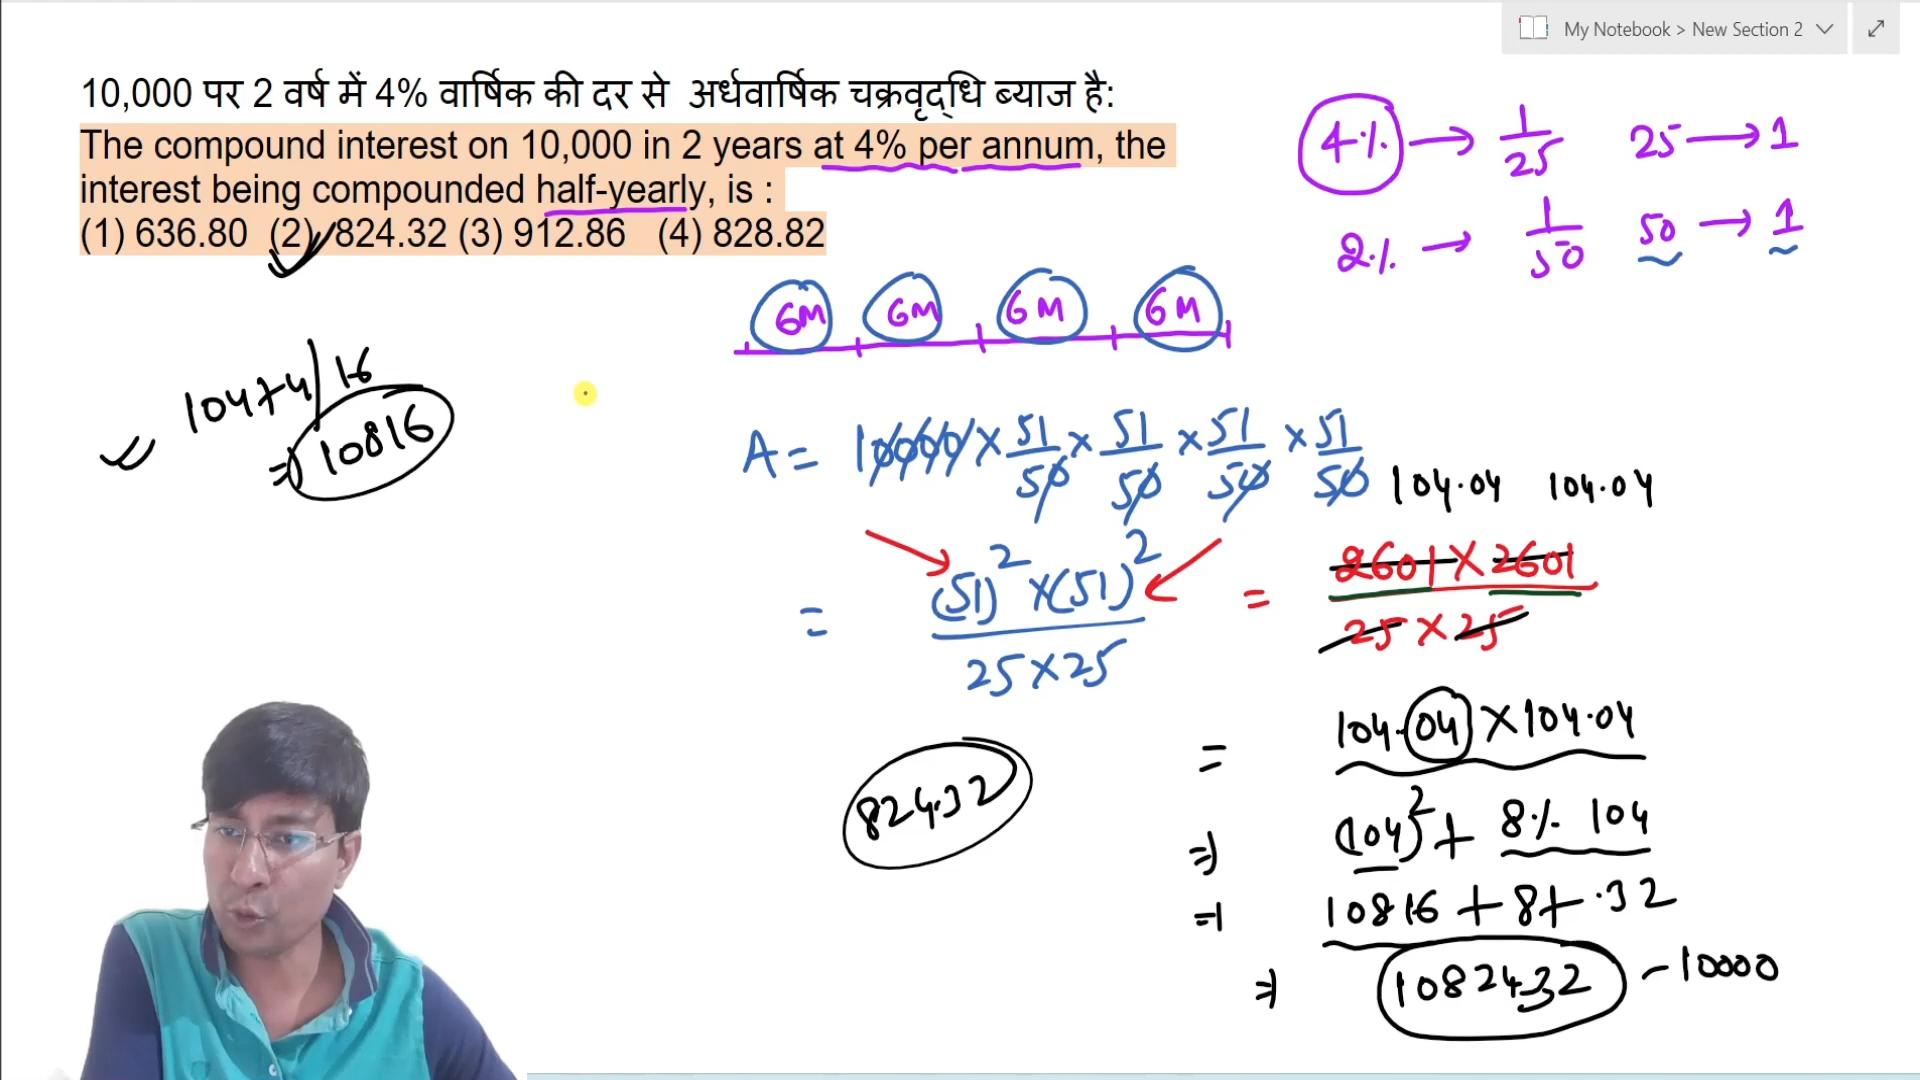 My Notebook > New Section 2
10,000 पर 2 वर्ष में 4% वार्षिक की दर से अर्धवार्षिक चक्रवृद्धि ब्याज है:
The compound interest on 10,000 in 2 years at 4% per annum, the
interest being compounded half-yearly, is :
(1) 636.80 (2) 824.32 (3) 912.86 (4) 828.82
4% → 1/25 25 → 1
2% → 1/50 50 → 1
6M 6M 6M 6M
104+4/16
⇒ 10816
A = 10000 × 51/50 × 51/50 × 51/50 × 51/50
104.04 104.04
= (51)² × (51)² / 25 × 25 = 2601 × 2601 / 25 × 25
= 104.04 × 104.04
⇒ (104)² + 8% 104
⇒ 10816 + 8 + .32
⇒ 10824.32 - 10000
824.32